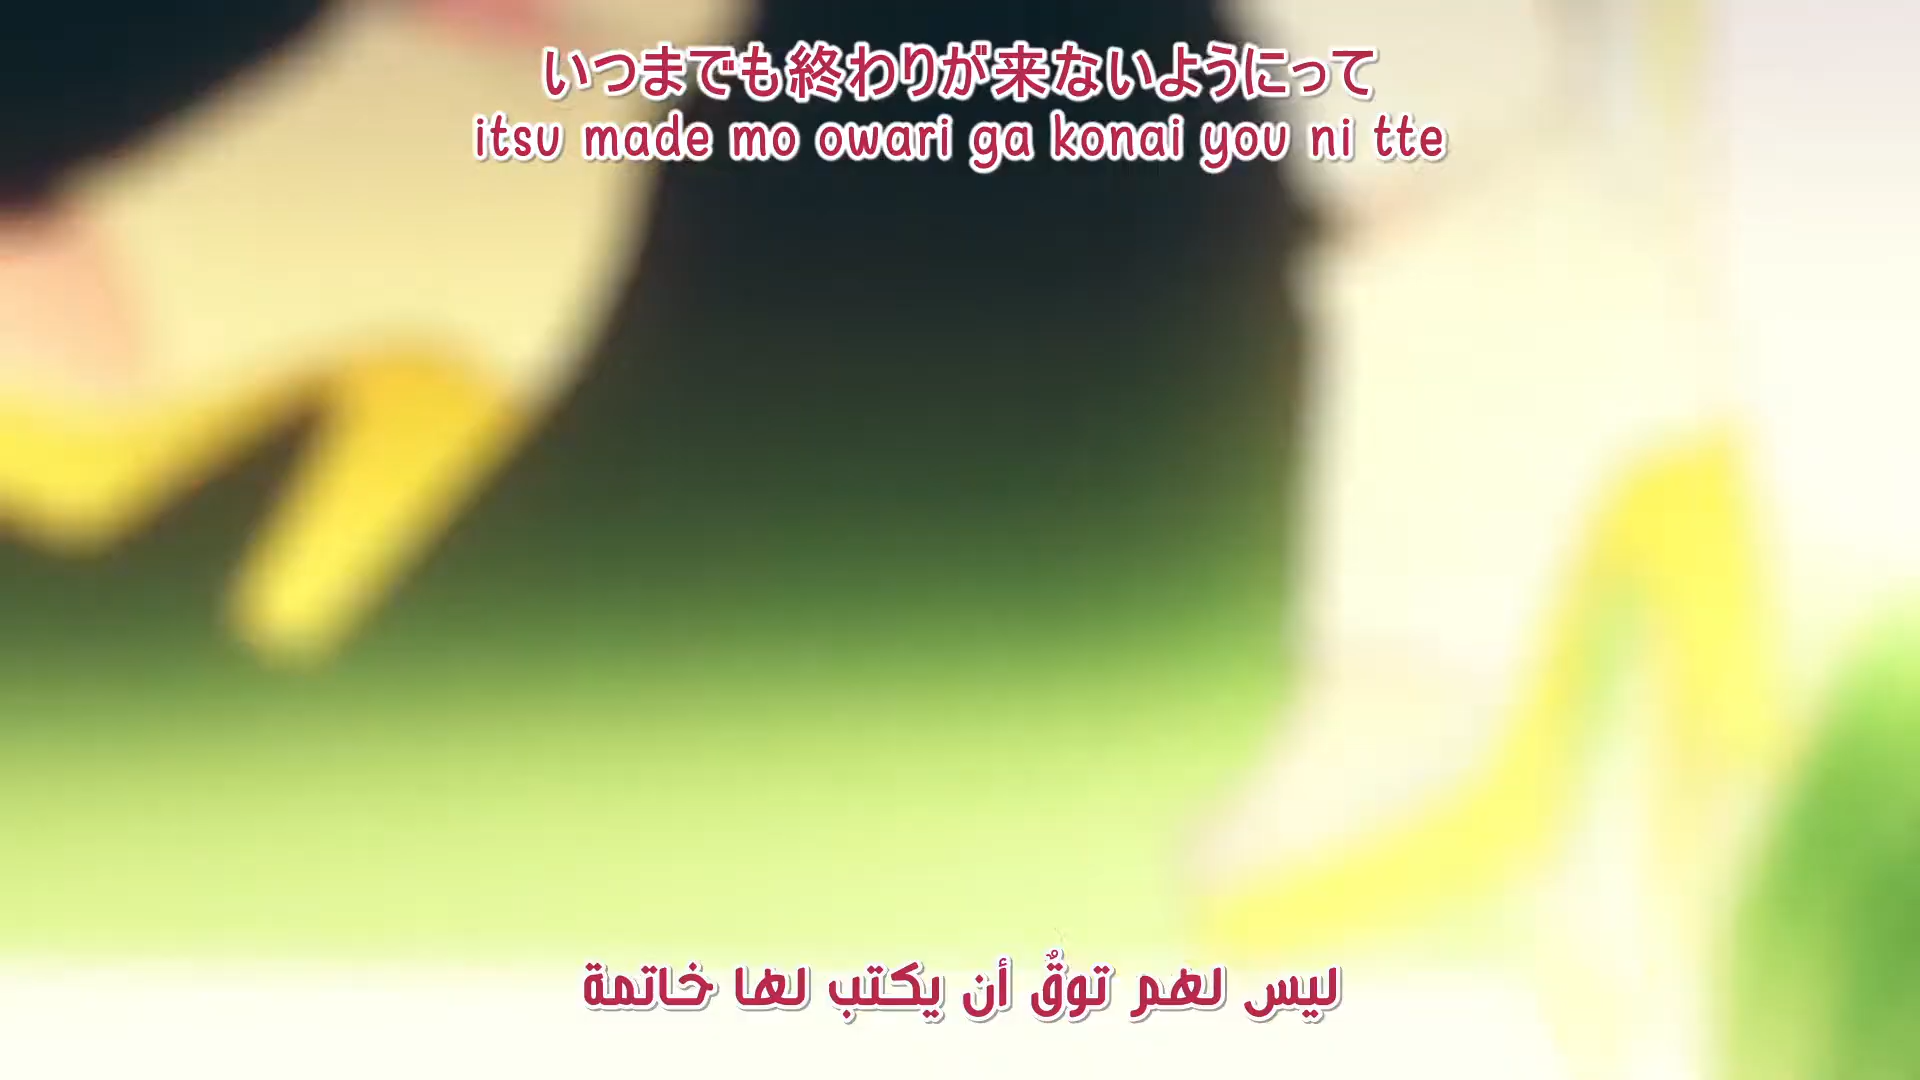 いつまでも終わりが来ないようにって
itsu made mo owari ga konai you ni tte
ليس لهم توقٌ أن يكتب لها خاتمة